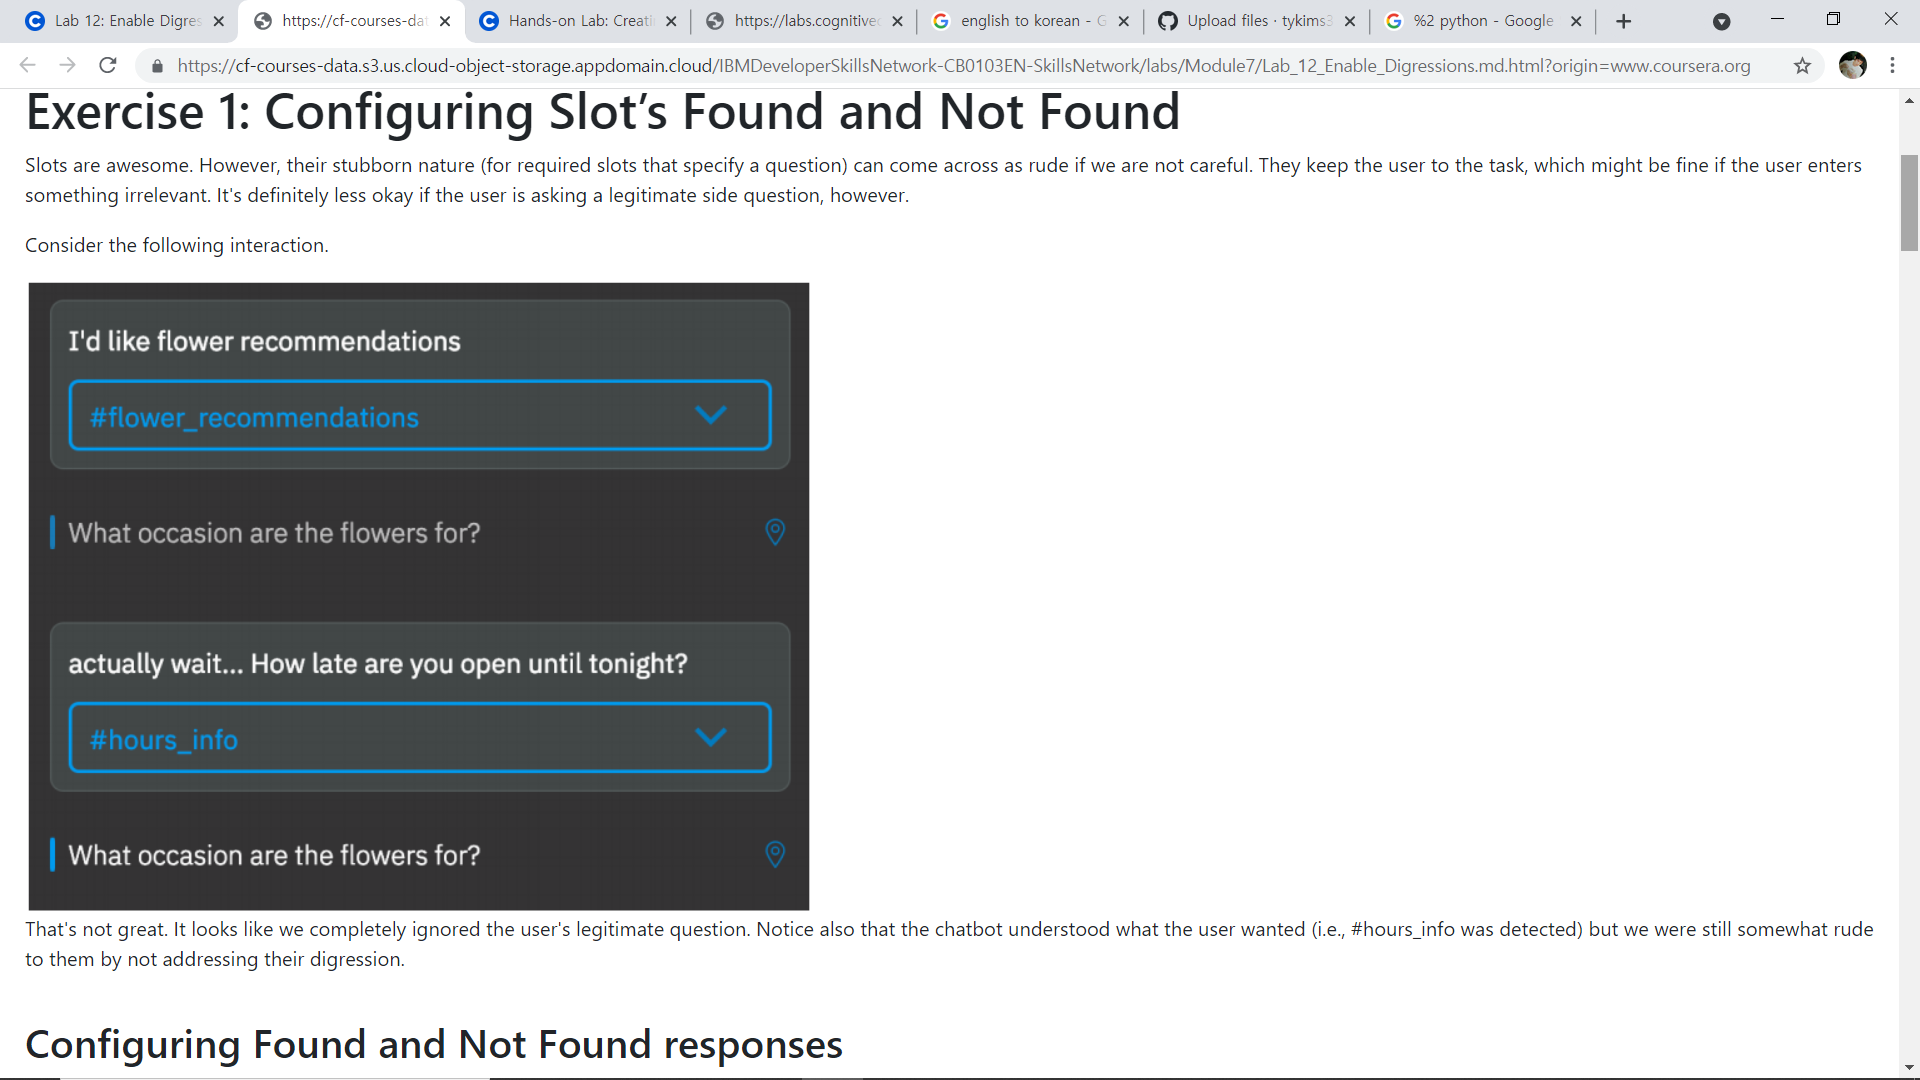 Lab 12: Enable Digres
https://cf-courses-dat
Hands-on Lab: Creati
https://labs.cognitivec
english to korean - G
Upload files · tykims3
%2 python - Google
https://cf-courses-data.s3.us.cloud-object-storage.appdomain.cloud/IBMDeveloperSkillsNetwork-CB0103EN-SkillsNetwork/labs/Module7/Lab_12_Enable_Digressions.md.html?origin=www.coursera.org
Exercise 1: Configuring Slot’s Found and Not Found
Slots are awesome. However, their stubborn nature (for required slots that specify a question) can come across as rude if we are not careful. They keep the user to the task, which might be fine if the user enters
something irrelevant. It's definitely less okay if the user is asking a legitimate side question, however.
Consider the following interaction.
I'd like flower recommendations
#flower_recommendations
What occasion are the flowers for?
actually wait... How late are you open until tonight?
#hours_info
What occasion are the flowers for?
That's not great. It looks like we completely ignored the user's legitimate question. Notice also that the chatbot understood what the user wanted (i.e., #hours_info was detected) but we were still somewhat rude
to them by not addressing their digression.
Configuring Found and Not Found responses